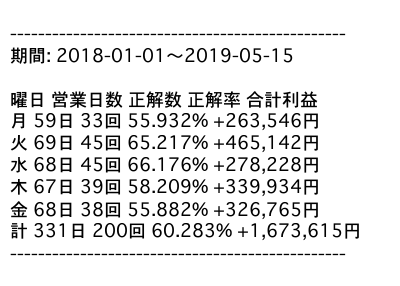 ------------------------------------------------
期間: 2018-01-01～2019-05-15
曜日 営業日数 正解数 正解率 合計利益
月 59日 33回 55.932% +263,546円
火 69日 45回 65.217% +465,142円
水 68日 45回 66.176% +278,228円
木 67日 39回 58.209% +339,934円
金 68日 38回 55.882% +326,765円
計 331日 200回 60.283% +1,673,615円
------------------------------------------------